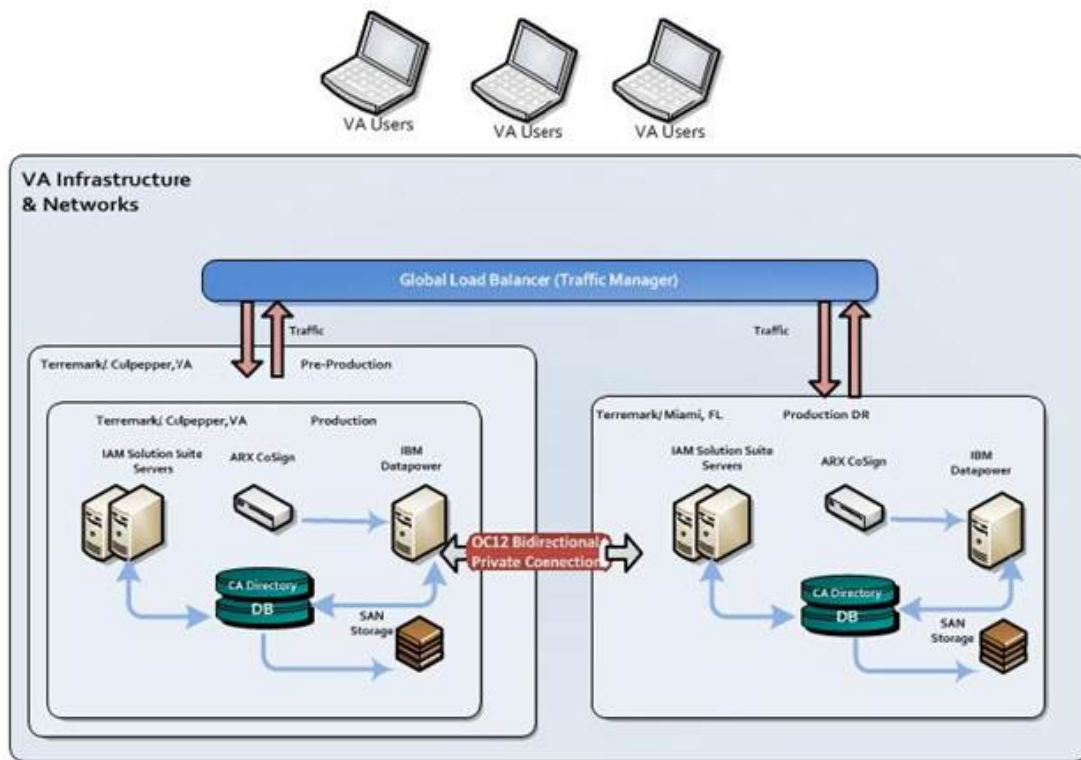 VA Users
VA Users
VA Users
VA Infrastructure
& Networks
Global Load Balancer (Traffic Manager)
Traffic
Traffic
Terremark/ Culpepper,VA
Pre-Production
Terremark/ Culpepper,VA
Production
IAM Solution Suite
Servers
ARX CoSign
IBM
Datapower
CA Directory
DB
SAN
Storage
OC12 Bidirectional
Private Connection
Terremark/ Miami, FL
Production DR
IAM Solution Suite
Servers
ARX CoSign
IBM
Datapower
CA Directory
DB
SAN
Storage